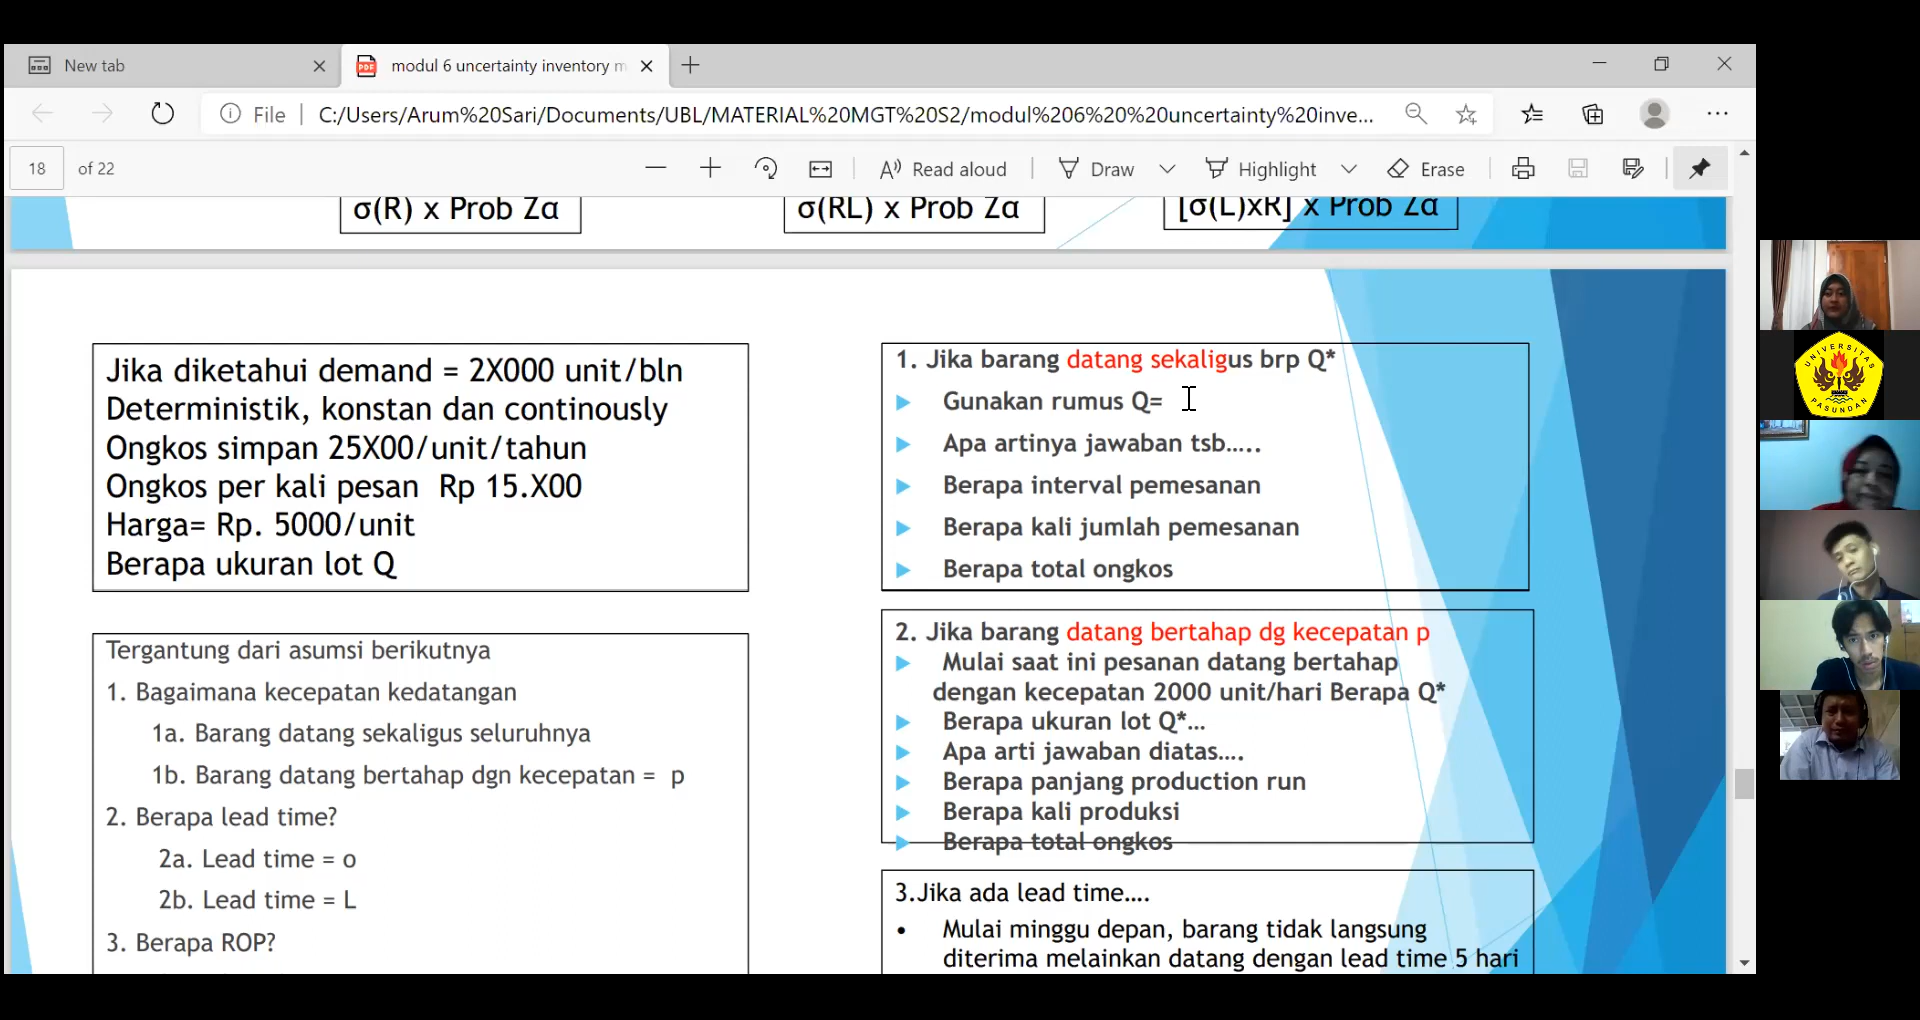 New tab
modul 6 uncertainty inventory m
File
C:/Users/Arum%20Sari/Documents/UBL/MATERIAL%20MGT%20S2/modul%206%20%20uncertainty%20inve...
18 of 22
Read aloud
Draw
Highlight
Erase
σ(R) x Prob Zα
σ(RL) x Prob Zα
[σ(L)xR] x Prob Zα
Jika diketahui demand = 2X000 unit/bln
Deterministik, konstan dan continously
Ongkos simpan 25X00/unit/tahun
Ongkos per kali pesan Rp 15.X00
Harga= Rp. 5000/unit
Berapa ukuran lot Q
Tergantung dari asumsi berikutnya
1. Bagaimana kecepatan kedatangan
1a. Barang datang sekaligus seluruhnya
1b. Barang datang bertahap dgn kecepatan = p
2. Berapa lead time?
2a. Lead time = o
2b. Lead time = L
3. Berapa ROP?
1. Jika barang datang sekaligus brp Q*
Gunakan rumus Q=
Apa artinya jawaban tsb.....
Berapa interval pemesanan
Berapa kali jumlah pemesanan
Berapa total ongkos
2. Jika barang datang bertahap dg kecepatan p
Mulai saat ini pesanan datang bertahap
dengan kecepatan 2000 unit/hari Berapa Q*
Berapa ukuran lot Q*...
Apa arti jawaban diatas....
Berapa panjang production run
Berapa kali produksi
Berapa total ongkos
3.Jika ada lead time....
Mulai minggu depan, barang tidak langsung
diterima melainkan datang dengan lead time 5 hari
UNIVERSITAS
PASUNDAN